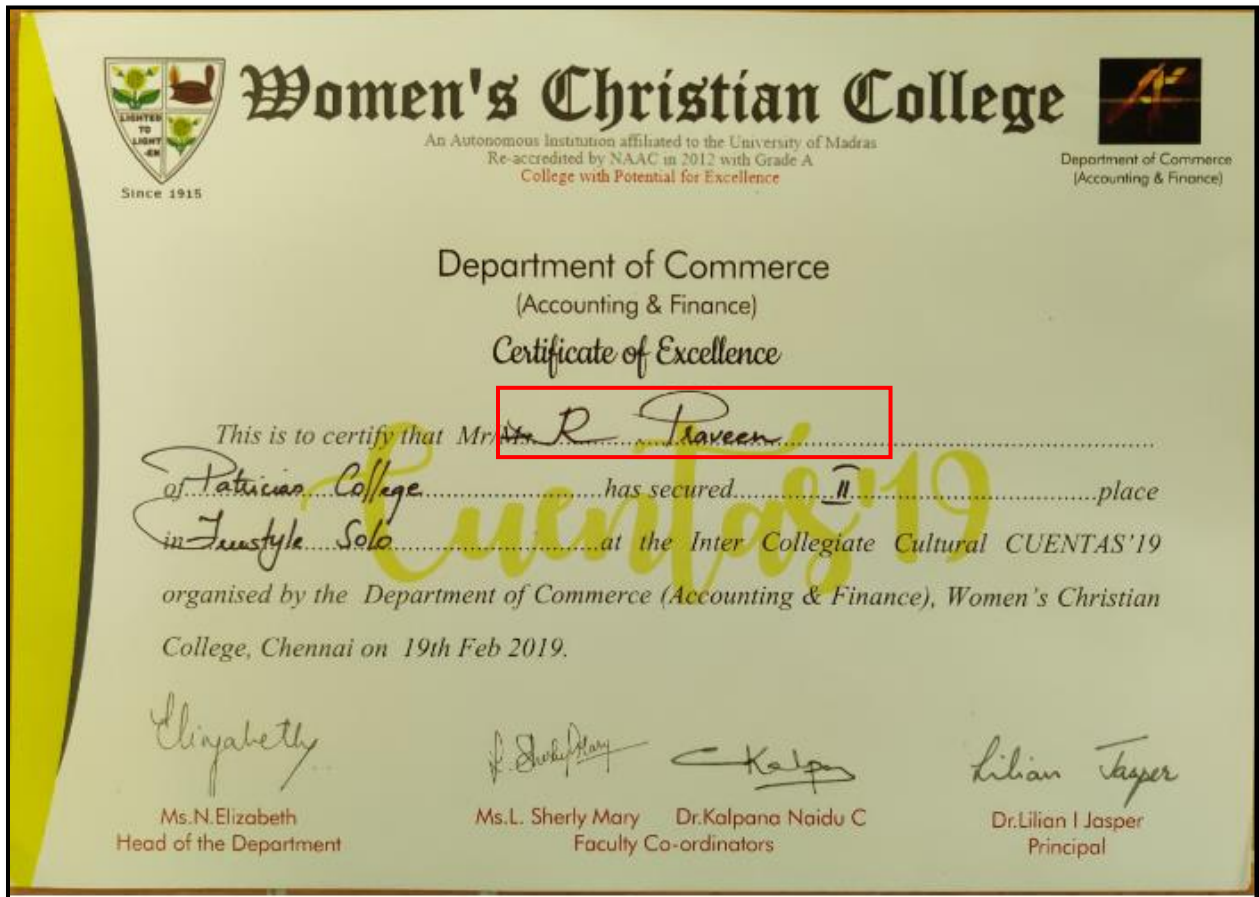 Women's Christian College
An Autonomous Institution affiliated to the University of Madras
Re-accredited by NAAC in 2012 with Grade A
College with Potential for Excellence
LIGHTED
TO
LIGHT
-EN
Since 1915
Department of Commerce
(Accounting & Finance)
Department of Commerce
(Accounting & Finance)
Certificate of Excellence
Cuentas'19
This is to certify that Mr/Ms. R Praveen
of Patrician College has secured II place
in Freestyle Solo at the Inter Collegiate Cultural CUENTAS'19
organised by the Department of Commerce (Accounting & Finance), Women's Christian
College, Chennai on 19th Feb 2019.
Elizabeth
L. Sherly Mary
C Kalpa
Lilian Jasper
Ms.N.Elizabeth
Head of the Department
Ms.L. Sherly Mary Dr.Kalpana Naidu C
Faculty Co-ordinators
Dr.Lilian I Jasper
Principal